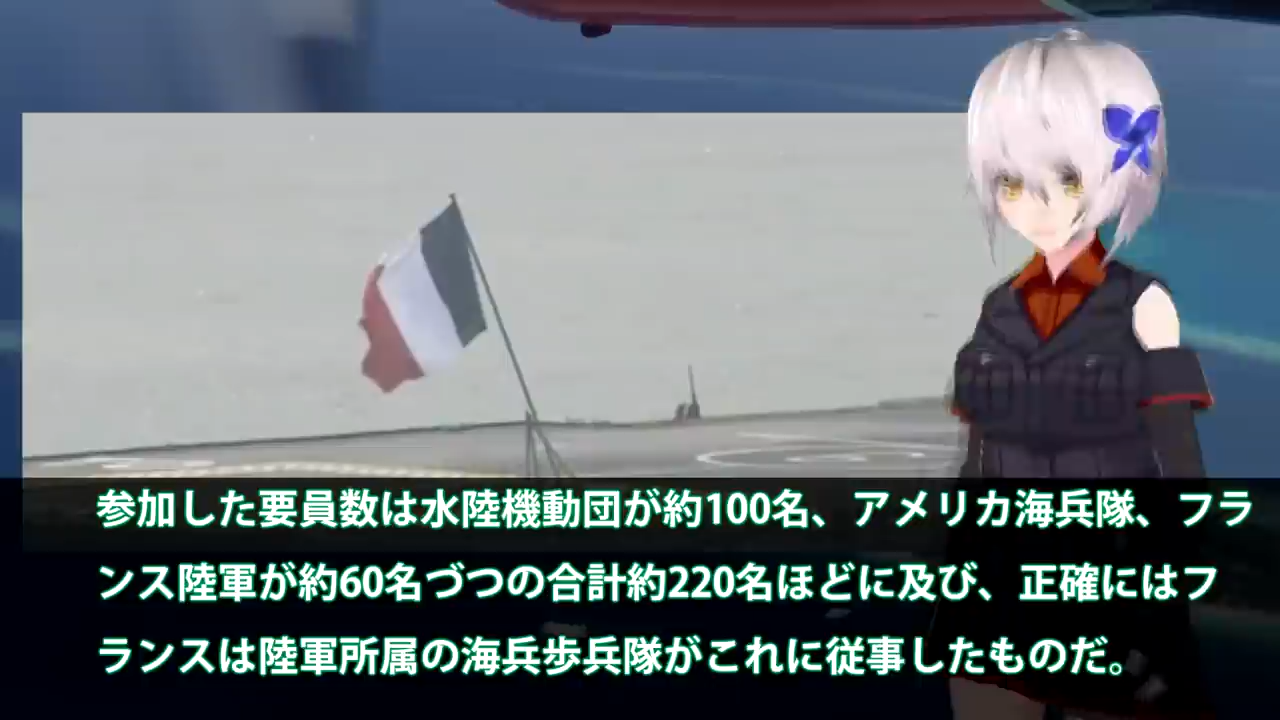 参加した要員数は水陸機動団が約100名、アメリカ海兵隊、フラ
ンス陸軍が約60名づつの合計約220名ほどに及び、正確にはフ
ランスは陸軍所属の海兵歩兵隊がこれに従事したものだ。